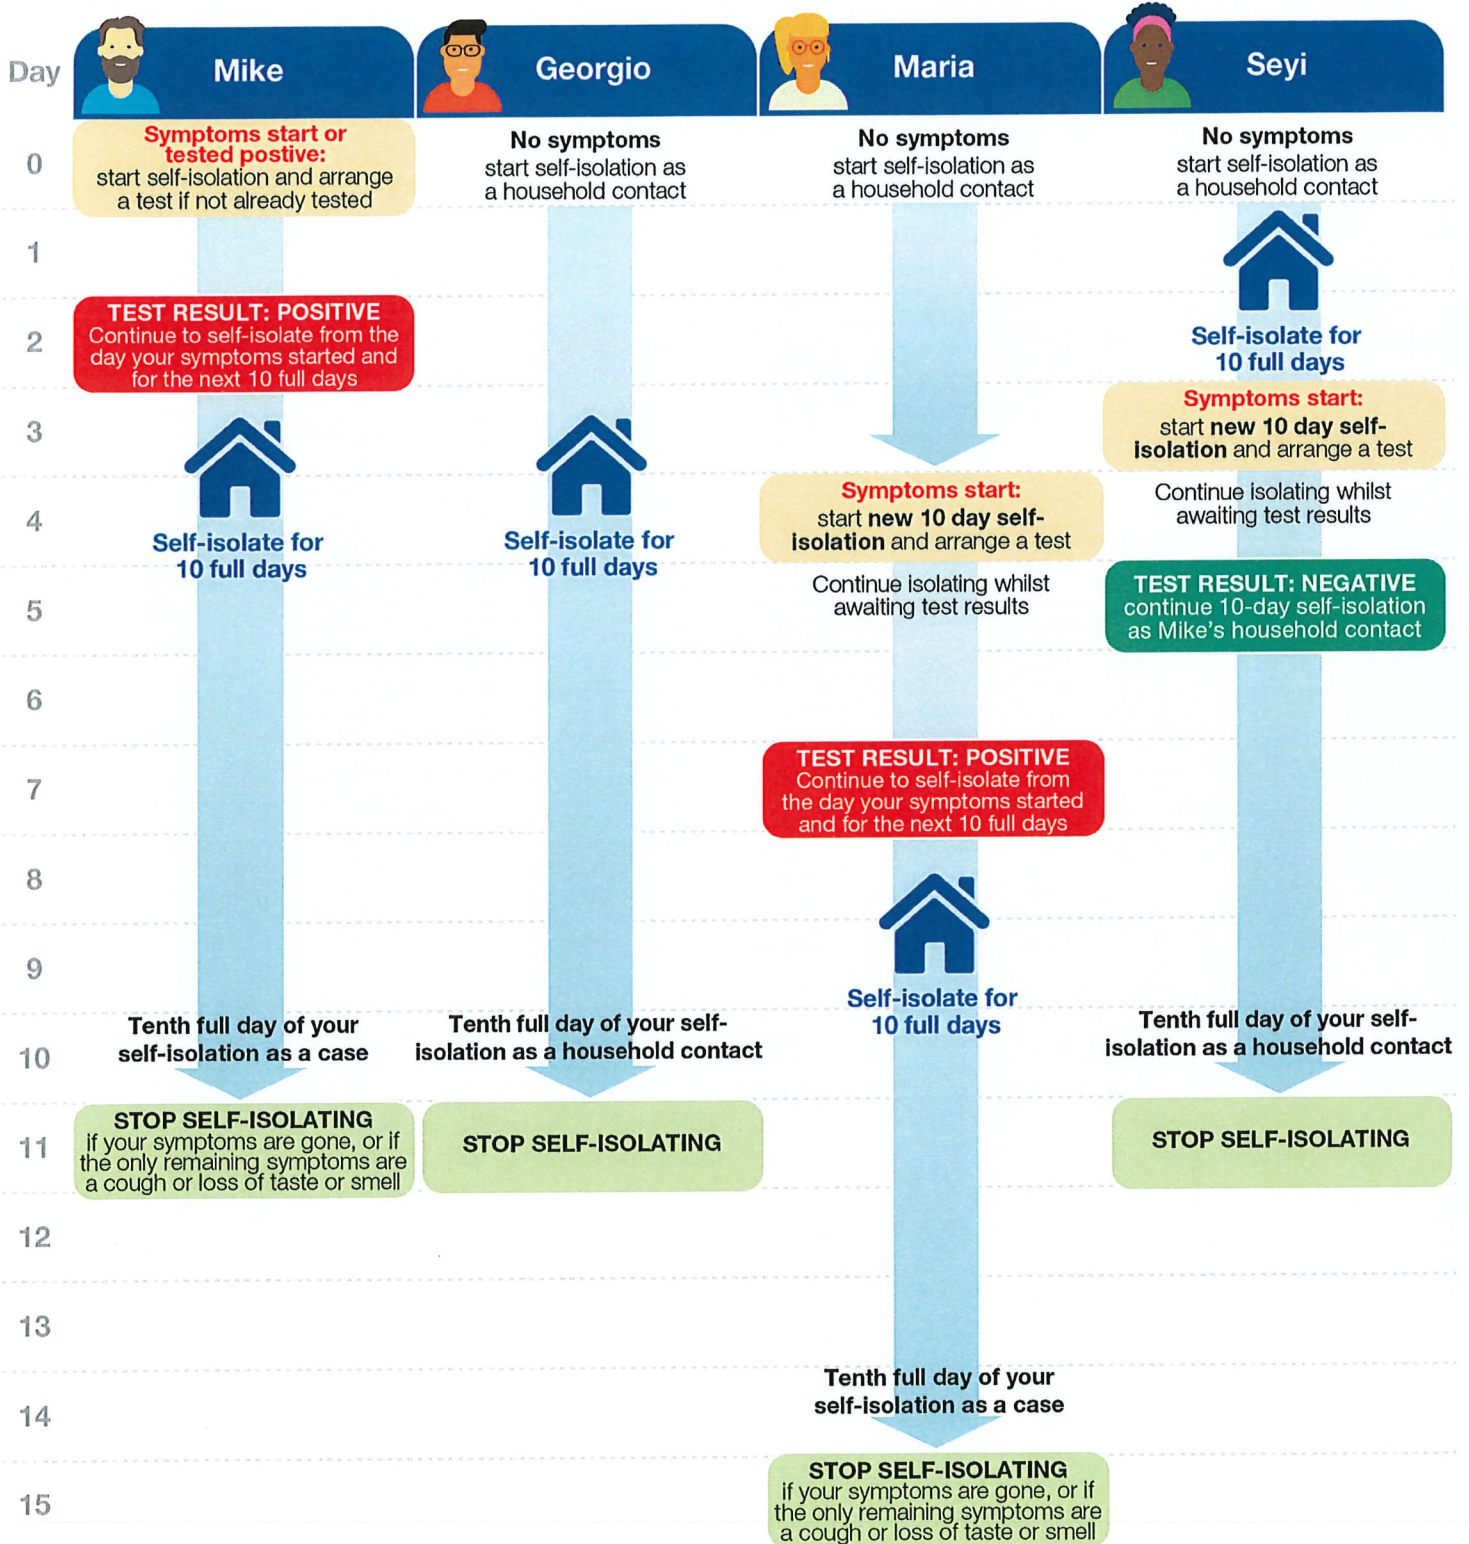 Day
Mike
Georgio
Maria
Seyi
0
Symptoms start or
tested postive:
start self-isolation and arrange
a test if not already tested
No symptoms
start self-isolation as
a household contact
No symptoms
start self-isolation as
a household contact
No symptoms
start self-isolation as
a household contact
1
2
TEST RESULT: POSITIVE
Continue to self-isolate from the
day your symptoms started and
for the next 10 full days
Self-isolate for
10 full days
3
Symptoms start:
start new 10 day self-
isolation and arrange a test
4
Self-isolate for
10 full days
Self-isolate for
10 full days
Symptoms start:
start new 10 day self-
isolation and arrange a test
Continue isolating whilst
awaiting test results
5
Continue isolating whilst
awaiting test results
TEST RESULT: NEGATIVE
continue 10-day self-isolation
as Mike's household contact
6
7
TEST RESULT: POSITIVE
Continue to self-isolate from
the day your symptoms started
and for the next 10 full days
8
9
Self-isolate for
10 full days
10
Tenth full day of your
self-isolation as a case
Tenth full day of your self-
isolation as a household contact
Tenth full day of your self-
isolation as a household contact
11
STOP SELF-ISOLATING
if your symptoms are gone, or if
the only remaining symptoms are
a cough or loss of taste or smell
STOP SELF-ISOLATING
STOP SELF-ISOLATING
12
13
14
Tenth full day of your
self-isolation as a case
15
STOP SELF-ISOLATING
if your symptoms are gone, or if
the only remaining symptoms are
a cough or loss of taste or smell